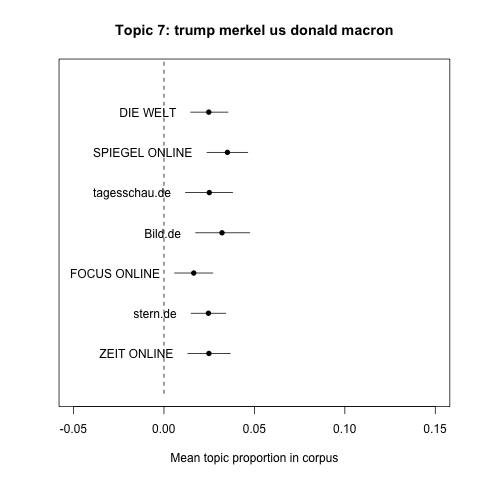 Topic 7: trump merkel us donald macron
DIE WELT
SPIEGEL ONLINE
tagesschau.de
Bild.de
FOCUS ONLINE
stern.de
ZEIT ONLINE
-0.05 0.00 0.05 0.10 0.15
Mean topic proportion in corpus